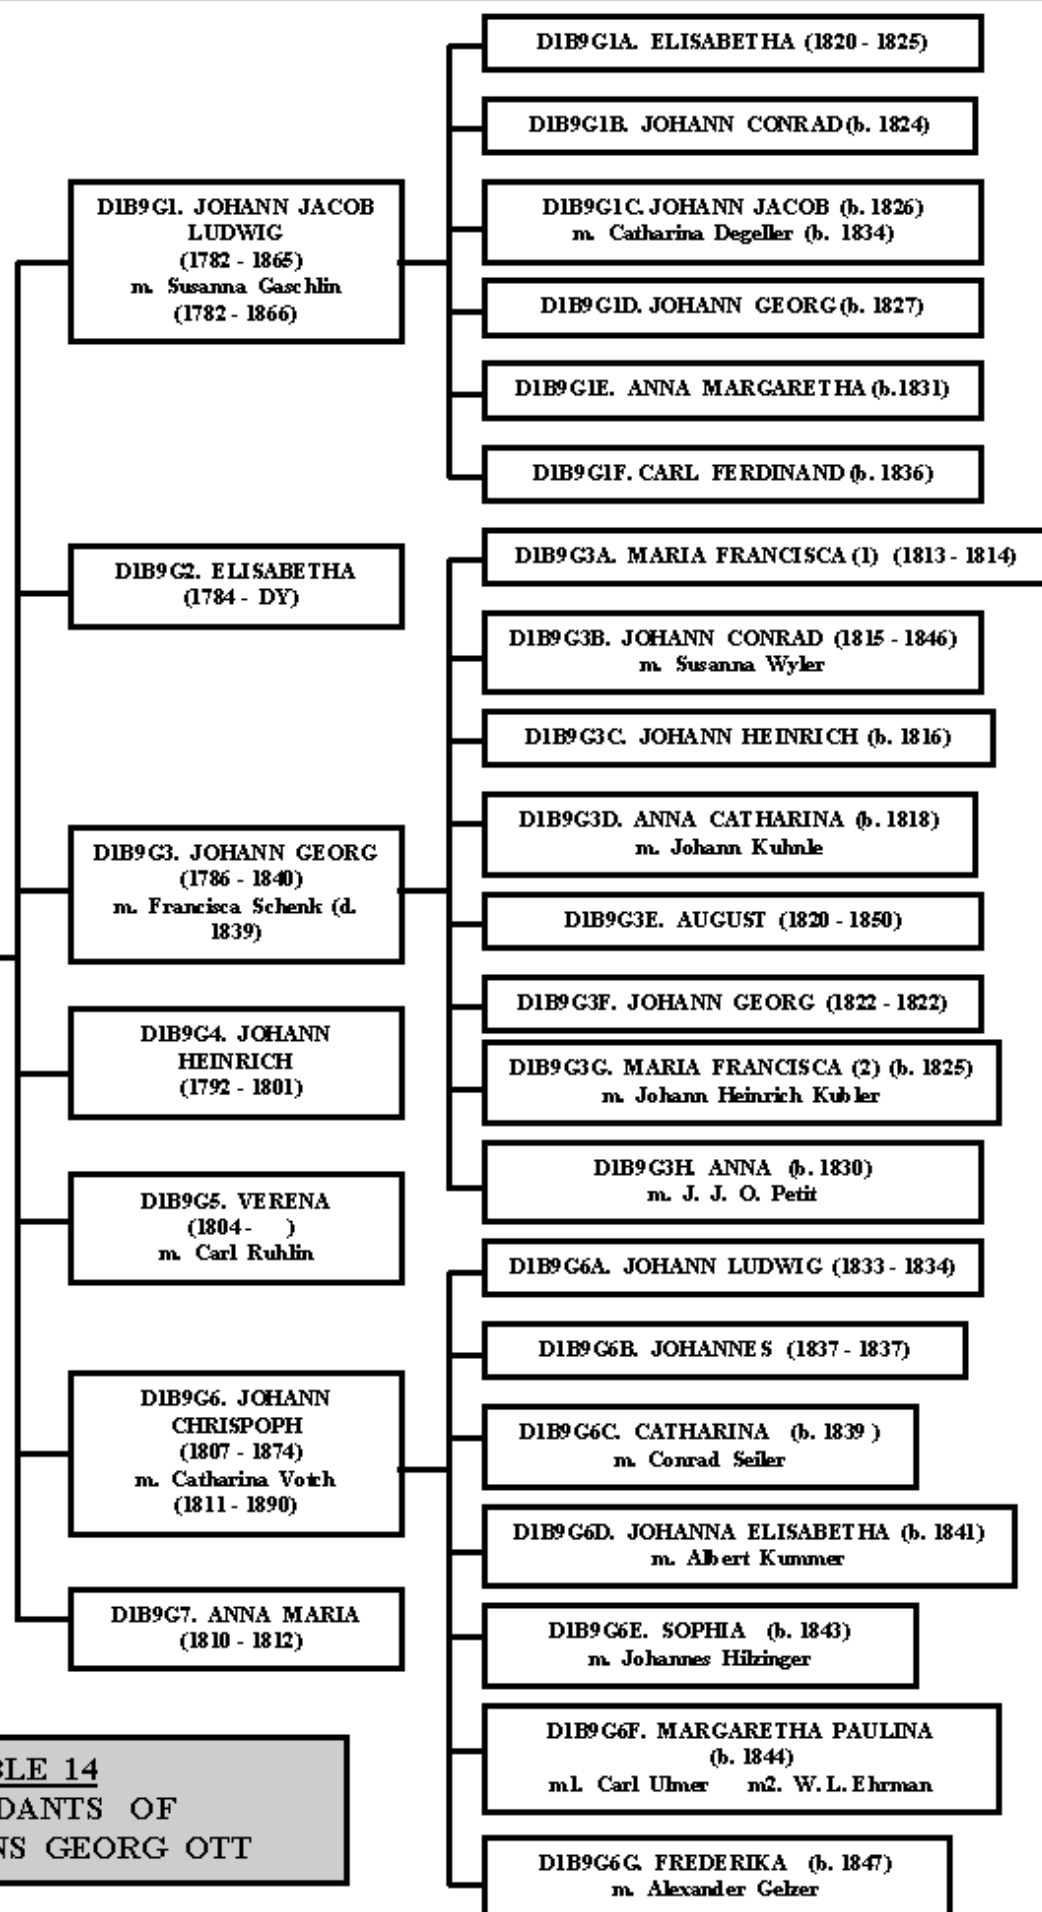 D1B9G1A. ELISABETHA (1820 - 1825)
D1B9G1B. JOHANN CONRAD (b. 1824)
D1B9G1. JOHANN JACOB
LUDWIG
(1782 - 1865)
m. Susanna Gaschlin
(1782 - 1866)
D1B9G1C. JOHANN JACOB (b. 1826)
m. Catharina Degeller (b. 1834)
D1B9G1D. JOHANN GEORG (b. 1827)
D1B9G1E. ANNA MARGARETHA (b.1831)
D1B9G1F. CARL FERDINAND (b. 1836)
D1B9G2. ELISABETHA
(1784 - DY)
D1B9G3A. MARIA FRANCISCA (1) (1813 - 1814)
D1B9G3B. JOHANN CONRAD (1815 - 1846)
m. Susanna Wyler
D1B9G3C. JOHANN HEINRICH (b. 1816)
D1B9G3D. ANNA CATHARINA (b. 1818)
m. Johann Kuhnle
D1B9G3. JOHANN GEORG
(1786 - 1840)
m. Francisca Schenk (d.
1839)
D1B9G3E. AUGUST (1820 - 1850)
D1B9G3F. JOHANN GEORG (1822 - 1822)
D1B9G4. JOHANN
HEINRICH
(1792 - 1801)
D1B9G3G. MARIA FRANCISCA (2) (b. 1825)
m. Johann Heinrich Kubler
D1B9G3H. ANNA (b. 1830)
m. J. J. O. Petit
D1B9G5. VERENA
(1804 - )
m. Carl Ruhlin
D1B9G6A. JOHANN LUDWIG (1833 - 1834)
D1B9G6B. JOHANNES (1837 - 1837)
D1B9G6. JOHANN
CHRISPOPH
(1807 - 1874)
m. Catharina Votch
(1811 - 1890)
D1B9G6C. CATHARINA (b. 1839 )
m. Conrad Seiler
D1B9G6D. JOHANNA ELISABETHA (b. 1841)
m. Albert Kummer
D1B9G7. ANNA MARIA
(1810 - 1812)
D1B9G6E. SOPHIA (b. 1843)
m. Johannes Hilzinger
D1B9G6F. MARGARETHA PAULINA
(b. 1844)
m1. Carl Ulmer m2. W. L. Ehrman
D1B9G6G. FREDERIKA (b. 1847)
m. Alexander Gelzer
LE 14
DANTS OF
NS GEORG OTT